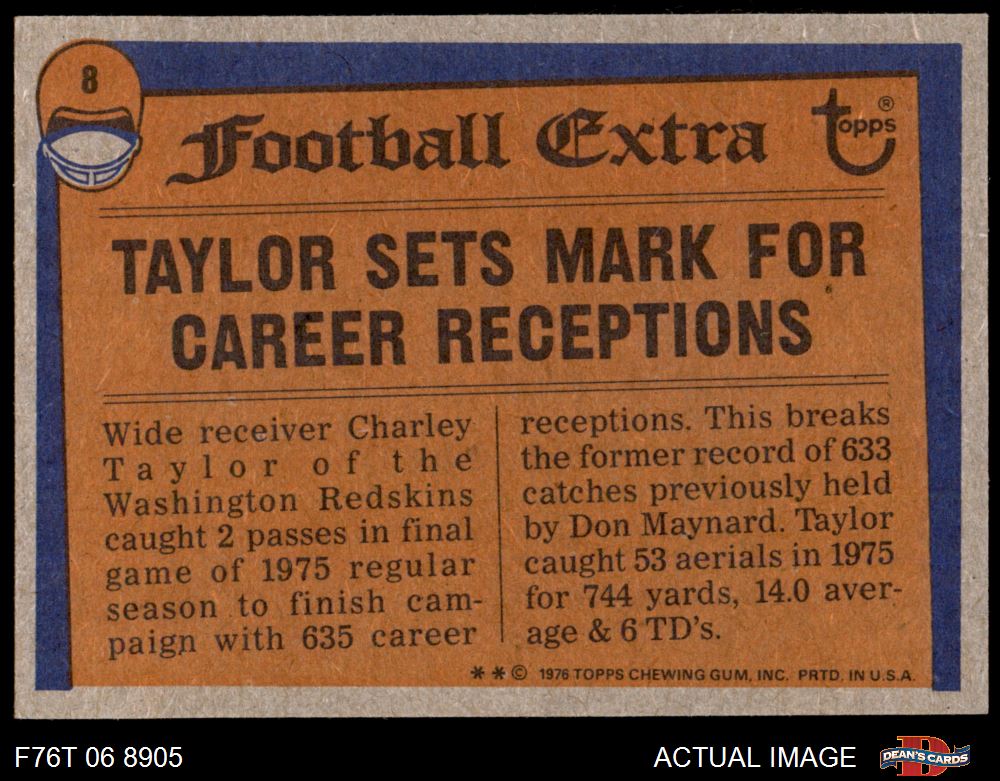 8
Football Extra
topps ®
TAYLOR SETS MARK FOR
CAREER RECEPTIONS
Wide receiver Charley
Taylor of the
Washington Redskins
caught 2 passes in final
game of 1975 regular
season to finish cam-
paign with 635 career
receptions. This breaks
the former record of 633
catches previously held
by Don Maynard. Taylor
caught 53 aerials in 1975
for 744 yards, 14.0 aver-
age & 6 TD's.
* * © 1976 TOPPS CHEWING GUM, INC. PRTD. IN U.S.A.
F76T 06 8905
ACTUAL IMAGE
DEAN'S CARDS